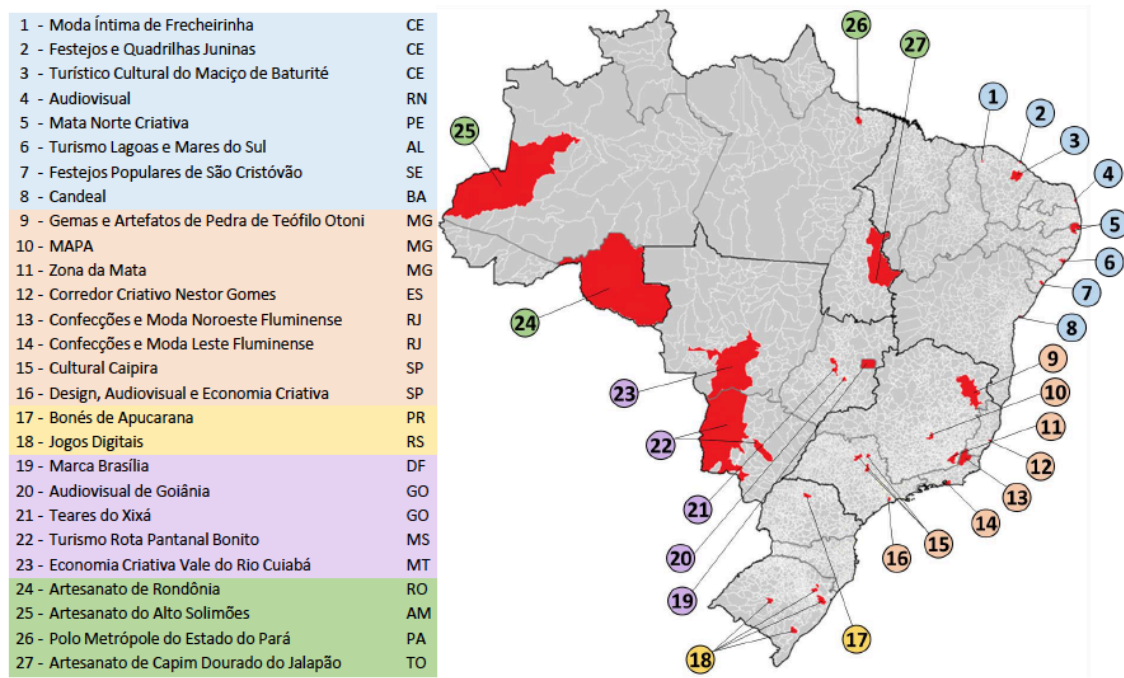 1 - Moda Íntima de Frecheirinha CE
2 - Festejos e Quadrilhas Juninas CE
3 - Turístico Cultural do Maciço de Baturité CE
4 - Audiovisual RN
5 - Mata Norte Criativa PE
6 - Turismo Lagoas e Mares do Sul AL
7 - Festejos Populares de São Cristóvão SE
8 - Candeal BA
9 - Gemas e Artefatos de Pedra de Teófilo Otoni MG
10 - MAPA MG
11 - Zona da Mata MG
12 - Corredor Criativo Nestor Gomes ES
13 - Confecções e Moda Noroeste Fluminense RJ
14 - Confecções e Moda Leste Fluminense RJ
15 - Cultural Caipira SP
16 - Design, Audiovisual e Economia Criativa SP
17 - Bonés de Apucarana PR
18 - Jogos Digitais RS
19 - Marca Brasília DF
20 - Audiovisual de Goiânia GO
21 - Teares do Xixá GO
22 - Turismo Rota Pantanal Bonito MS
23 - Economia Criativa Vale do Rio Cuiabá MT
24 - Artesanato de Rondônia RO
25 - Artesanato do Alto Solimões AM
26 - Polo Metrópole do Estado do Pará PA
27 - Artesanato de Capim Dourado do Jalapão TO
26
27
1
2
25
3
4
5
6
7
24
8
9
23
10
11
22
12
21
13
14
15
20
16
19
17
18